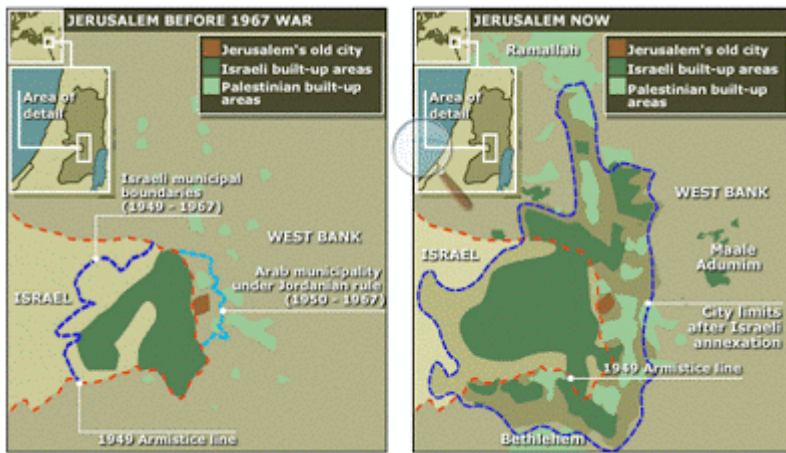 JERUSALEM BEFORE 1967 WAR
Jerusalem's old city
Israeli built-up areas
Palestinian built-up
areas
Area of
detail
Israeli municipal
boundaries
(1949 - 1967)
WEST BANK
Arab municipality
under Jordanian rule
(1950 - 1967)
ISRAEL
1949 Armistice line
JERUSALEM NOW
Ramallah
Jerusalem's old city
Israeli built-up areas
Palestinian built-up
areas
Area of
detail
WEST BANK
ISRAEL
Maale
Adumim
City limits
after Israeli
annexation
1949 Armistice line
Bethlehem